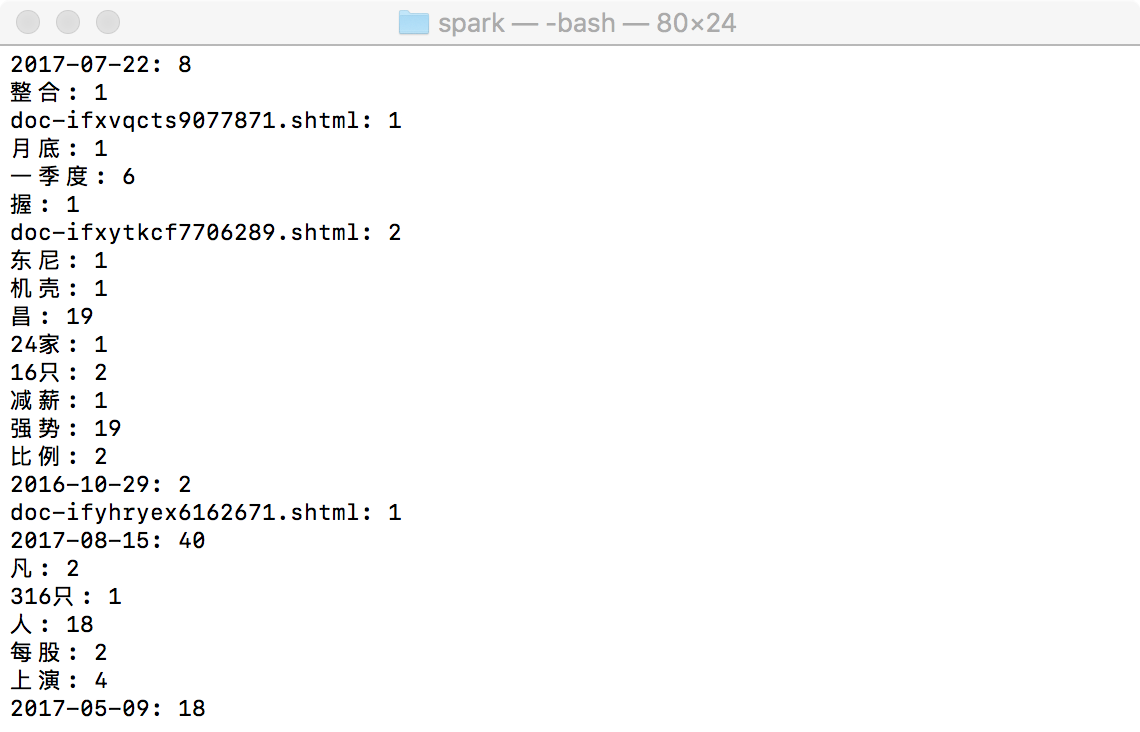 spark — -bash — 80×24
2017-07-22: 8
整合: 1
doc-ifxvqcts9077871.shtml: 1
月底: 1
一季度: 6
握: 1
doc-ifxytkcf7706289.shtml: 2
东尼: 1
机壳: 1
昌: 19
24家: 1
16只: 2
减薪: 1
强势: 19
比例: 2
2016-10-29: 2
doc-ifyhryex6162671.shtml: 1
2017-08-15: 40
凡: 2
316只: 1
人: 18
每股: 2
上演: 4
2017-05-09: 18